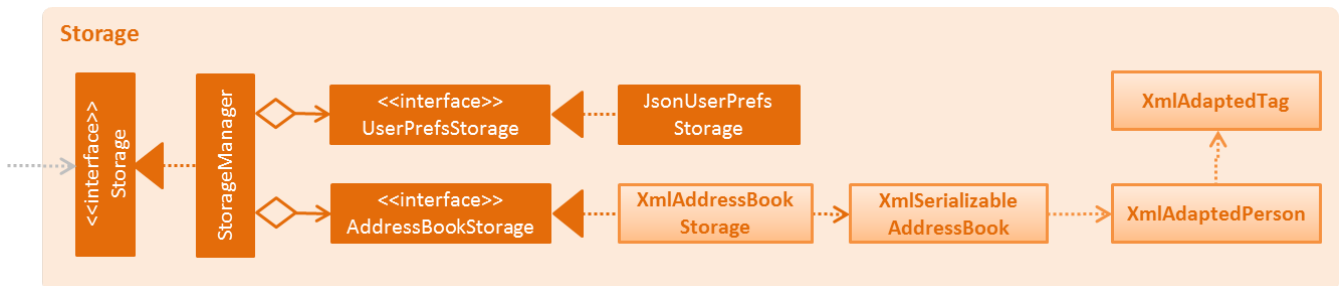 Storage
<<interface>>
Storage
StorageManager
<<interface>>
UserPrefsStorage
JsonUserPrefs
Storage
XmlAdaptedTag
<<interface>>
AddressBookStorage
XmlAddressBook
Storage
XmlSerializable
AddressBook
XmlAdaptedPerson